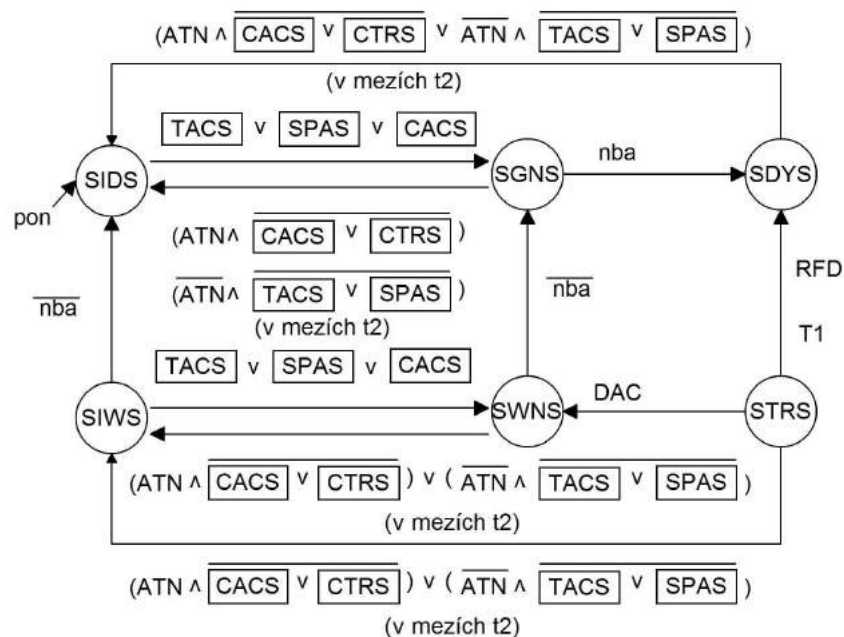 (ATN ∧ CACS ∨ CTRS ∨ ATN ∧ TACS ∨ SPAS )
(v mezích t2)
TACS ∨ SPAS ∨ CACS
SIDS
SGNS
nba
SDYS
pon
(ATN∧ CACS ∨ CTRS )
(ATN∧ TACS ∨ SPAS )
(v mezích t2)
nba
nba
RFD
T1
TACS ∨ SPAS ∨ CACS
SIWS
SWNS
DAC
STRS
(ATN ∧ CACS ∨ CTRS ) ∨ ( ATN ∧ TACS ∨ SPAS )
(v mezích t2)
(ATN ∧ CACS ∨ CTRS ) ∨ ( ATN ∧ TACS ∨ SPAS )
(v mezích t2)